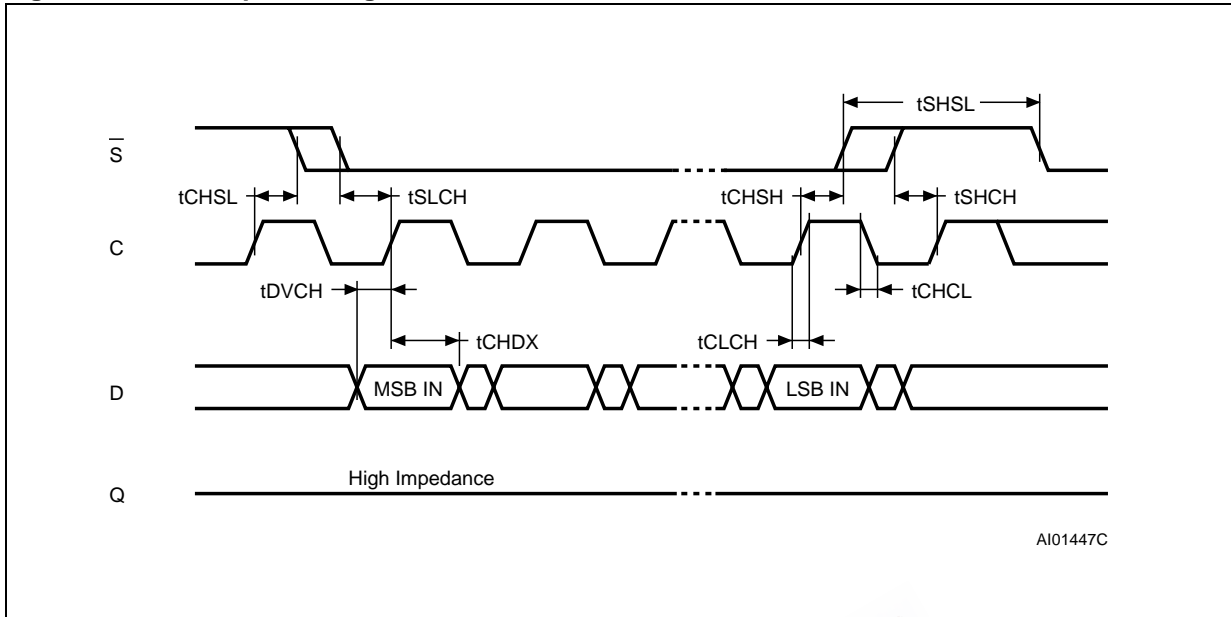 tSHSL
S
tCHSL
tSLCH
tCHSH
tSHCH
C
tDVCH
tCHCL
tCHDX
tCLCH
D
MSB IN
LSB IN
High Impedance
Q
AI01447C